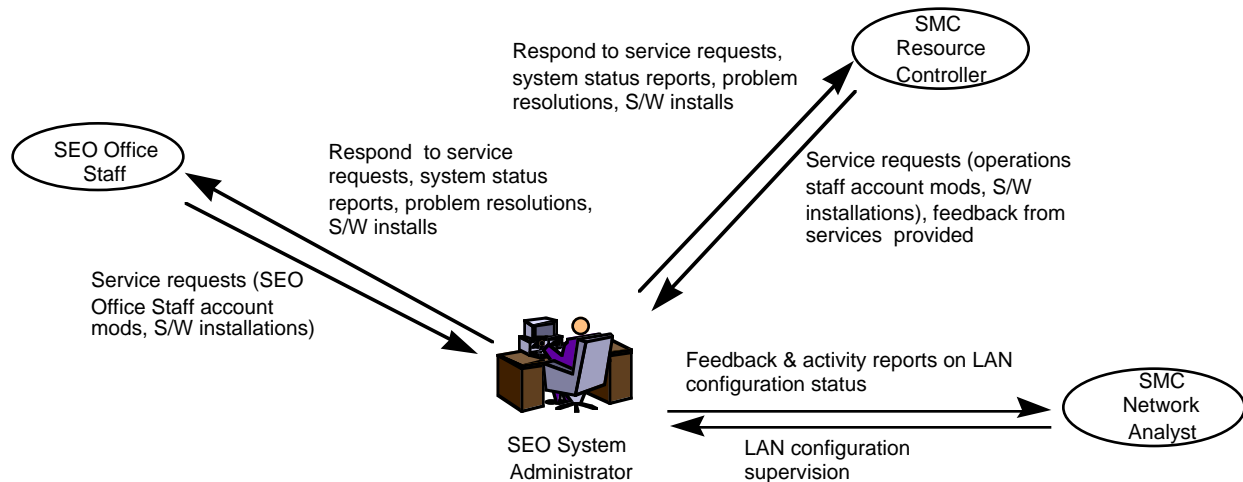 SMC
Resource
Controller
Respond to service requests,
system status reports, problem
resolutions, S/W installs
SEO Office
Staff
Respond to service
requests, system status
reports, problem resolutions,
S/W installs
Service requests (operations
staff account mods, S/W
installations), feedback from
services provided
Service requests (SEO
Office Staff account
mods, S/W installations)
Feedback & activity reports on LAN
configuration status
SMC
Network
Analyst
SEO System
Administrator
LAN configuration
supervision